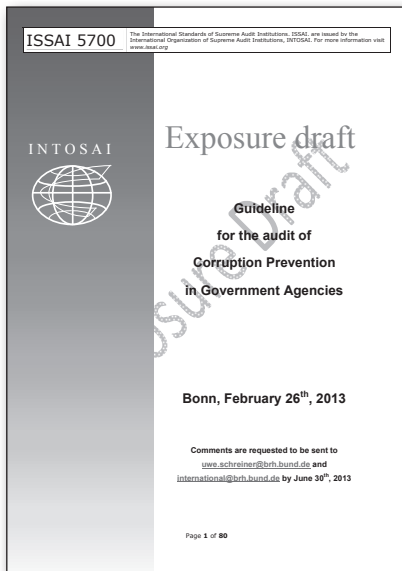 ISSAI 5700
The International Standards of Supreme Audit Institutions, ISSAI, are issued by the
International Organization of Supreme Audit Institutions, INTOSAI. For more information visit
www.issai.org
INTOSAI
Exposure draft
Guideline
for the audit of
Corruption Prevention
in Government Agencies
Bonn, February 26th, 2013
Comments are requested to be sent to
uwe.schreiner@brh.bund.de and
international@brh.bund.de by June 30th, 2013
Page 1 of 80